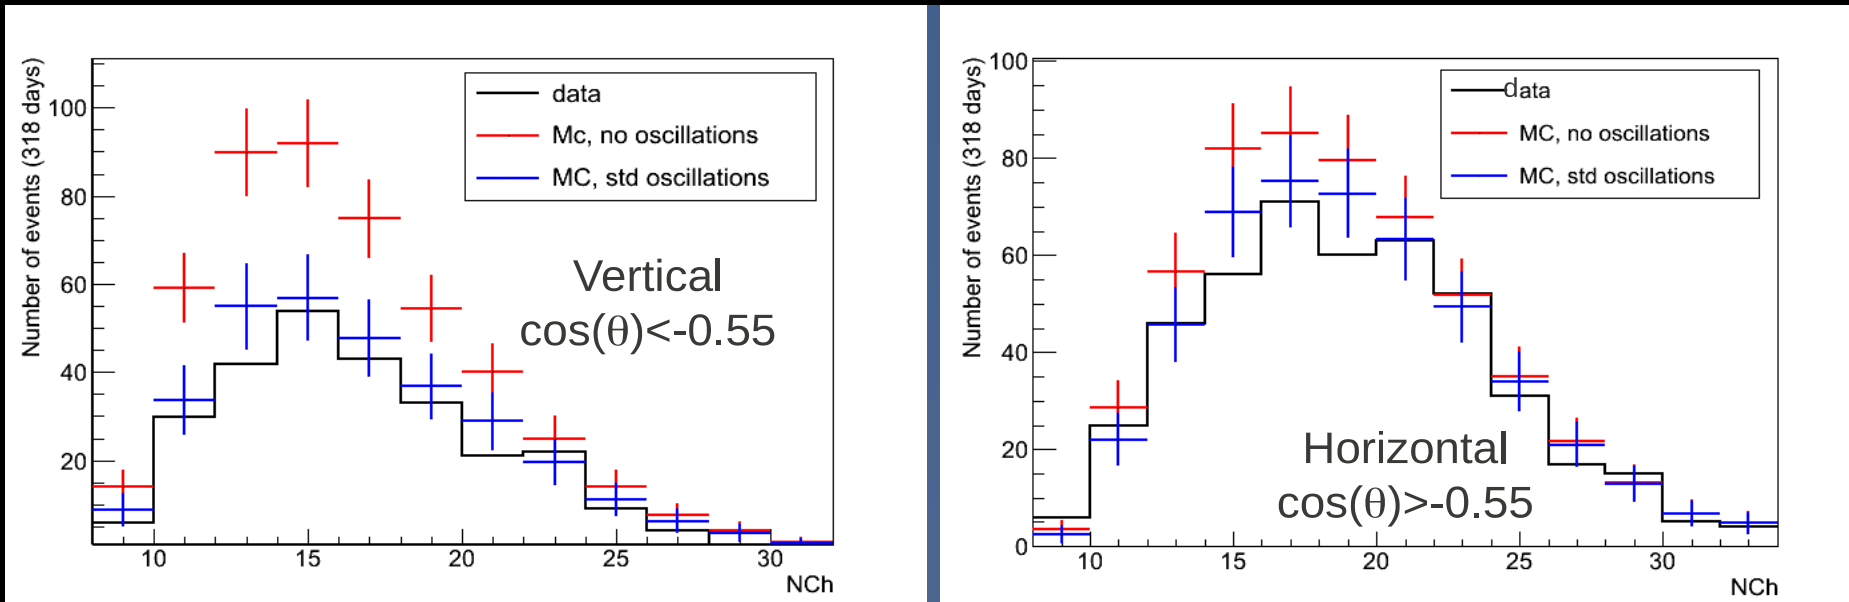 Number of events (318 days)
100
80
60
40
20
data
Mc, no oscillations
MC, std oscillations
Vertical
cos(θ)<-0.55
10
15
20
25
30
NCh
Number of events (318 days)
100
80
60
40
20
0
data
MC, no oscillations
MC, std oscillations
Horizontal
cos(θ)>-0.55
10
15
20
25
30
NCh